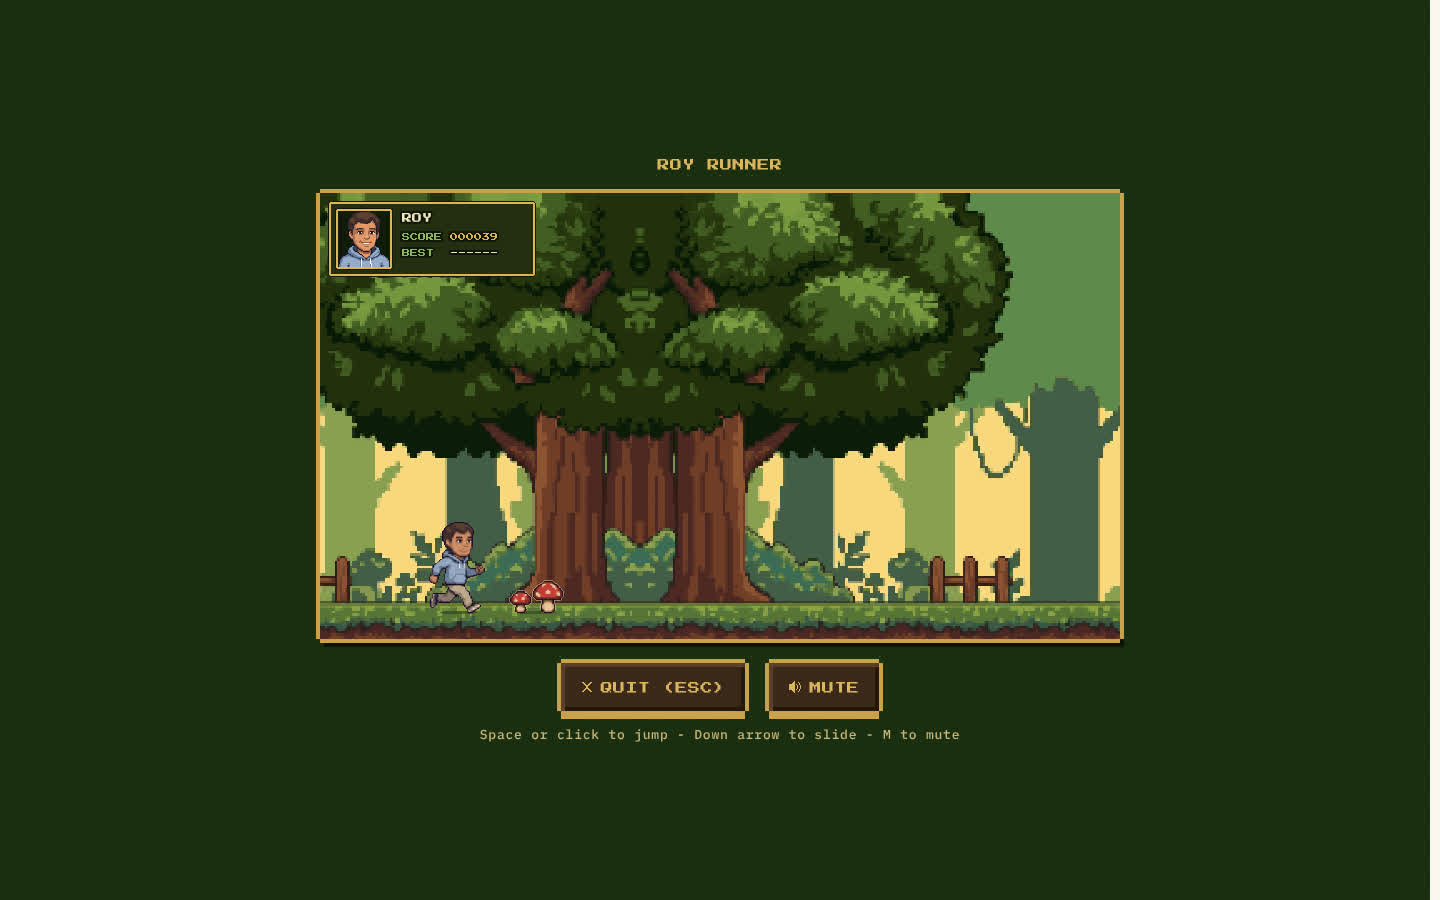 ROY RUNNER
ROY
SCORE 000039
BEST ------
X QUIT (ESC)
MUTE
Space or click to jump - Down arrow to slide - M to mute